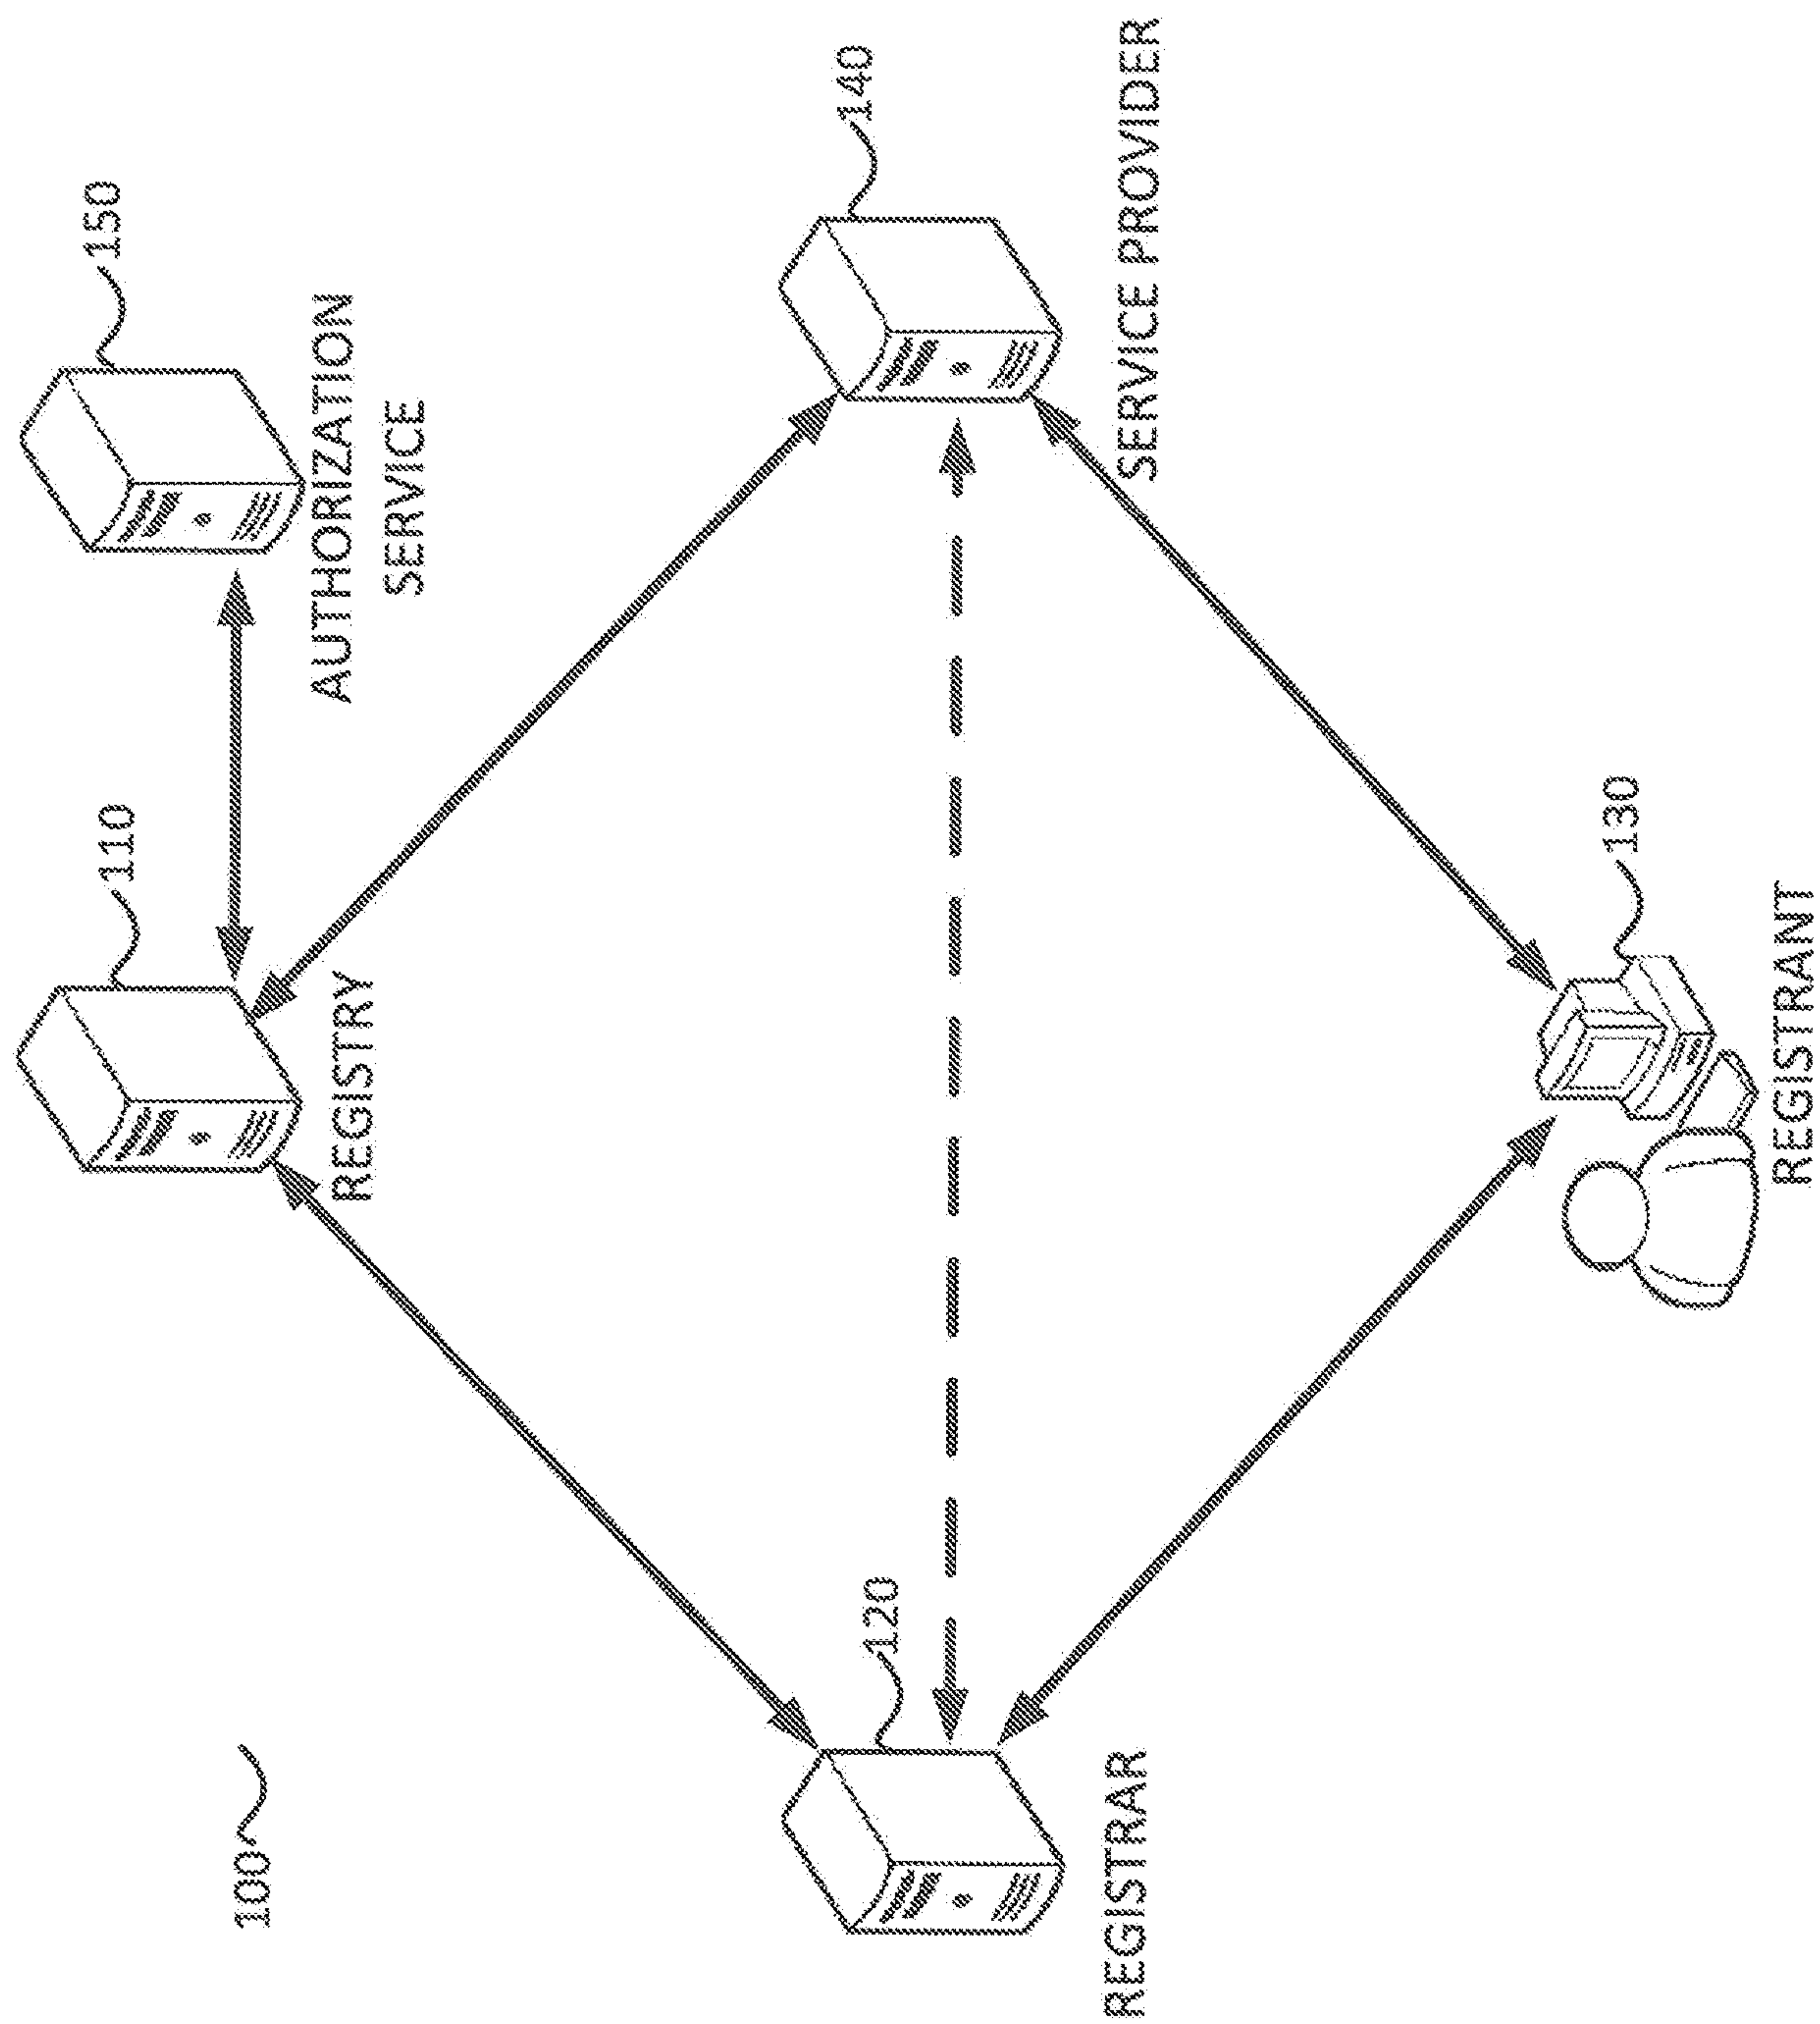 100
110
REGISTRY
150
AUTHORIZATION
SERVICE
120
REGISTRAR
140
SERVICE PROVIDER
130
REGISTRANT